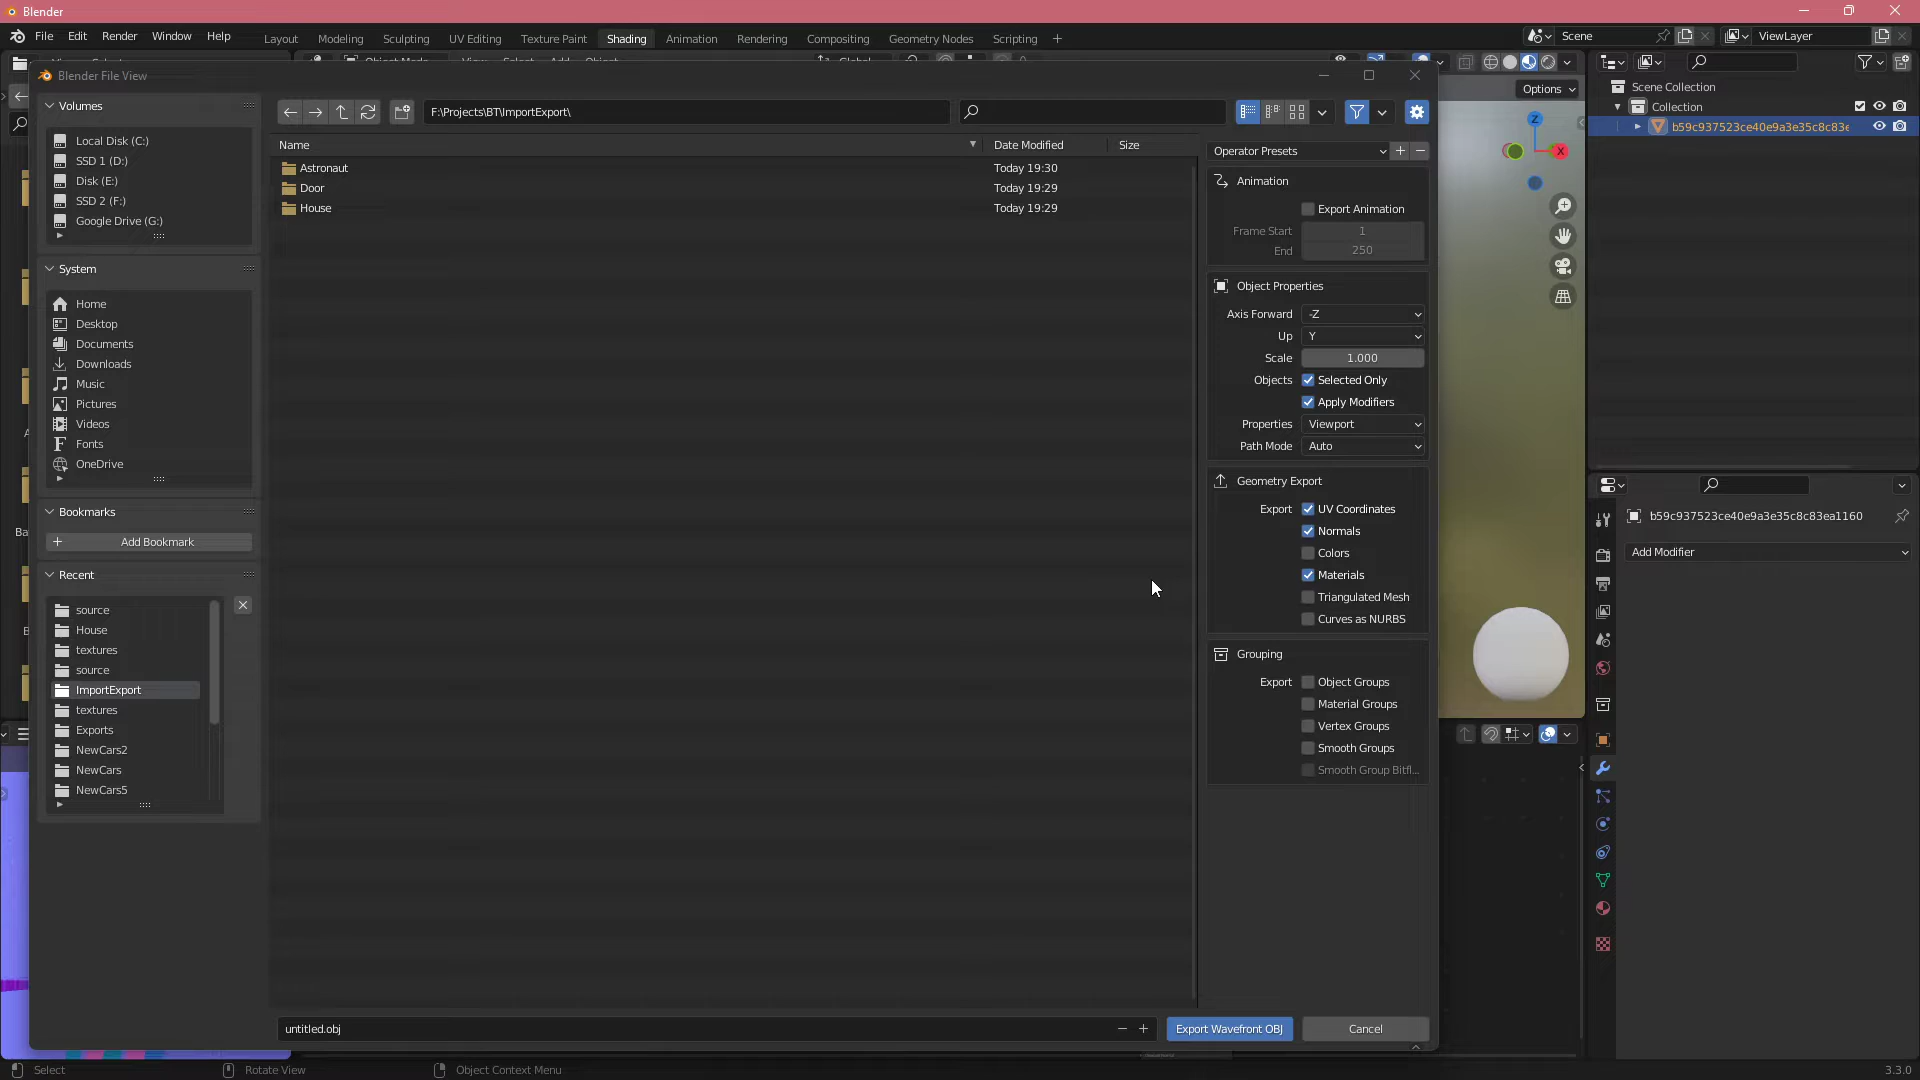 Blender
File Edit Render Window Help
Layout Modeling Sculpting UV Editing Texture Paint Shading Animation Rendering Compositing Geometry Nodes Scripting +
Scene
ViewLayer
Blender File View
Options
Volumes
Local Disk (C:)
SSD 1 (D:)
Disk (E:)
SSD 2 (F:)
Google Drive (G:)
System
Home
Desktop
Documents
Downloads
Music
Pictures
Videos
Fonts
OneDrive
Bookmarks
Add Bookmark
Recent
source
House
textures
source
ImportExport
textures
Exports
NewCars2
NewCars
NewCars5
F:\Projects\BT\ImportExport\
Name Date Modified Size
Astronaut Today 19:30
Door Today 19:29
House Today 19:29
untitled.obj
Operator Presets
Animation
Export Animation
Frame Start 1
End 250
Object Properties
Axis Forward -Z
Up Y
Scale 1.000
Objects Selected Only
Apply Modifiers
Properties Viewport
Path Mode Auto
Geometry Export
Export UV Coordinates
Normals
Colors
Materials
Triangulated Mesh
Curves as NURBS
Grouping
Export Object Groups
Material Groups
Vertex Groups
Smooth Groups
Smooth Group Bitfl...
Export Wavefront OBJ Cancel
Z
X
Scene Collection
Collection
b59c937523ce40e9a3e35c8c83e
b59c937523ce40e9a3e35c8c83ea1160
Add Modifier
Select Rotate View Object Context Menu
3.3.0